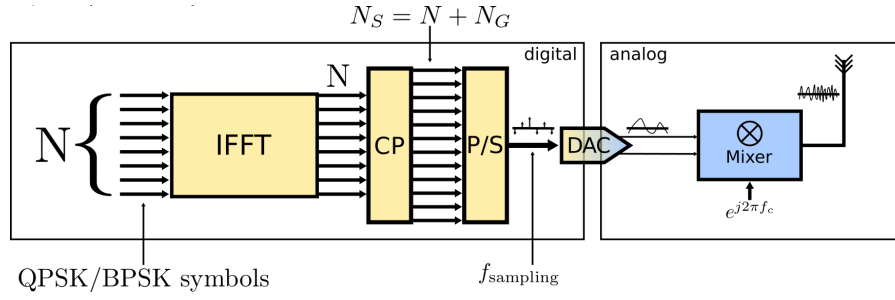 N_S = N + N_G
digital
analog
N
N
IFFT
CP
P/S
DAC
⊗
Mixer
e^{j2πf_c}
QPSK/BPSK symbols
f_sampling